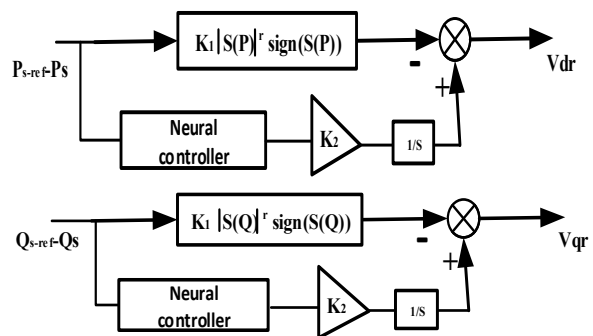 K₁ |S(P)|ʳ sign(S(P))
Pₛ₋ᵣₑf-Ps
-
Vdr
+
Neural
controller
K₂
1/S
K₁ |S(Q)|ʳ sign(S(Q))
Qₛ₋ᵣₑf-Qs
-
Vqr
+
Neural
controller
K₂
1/S